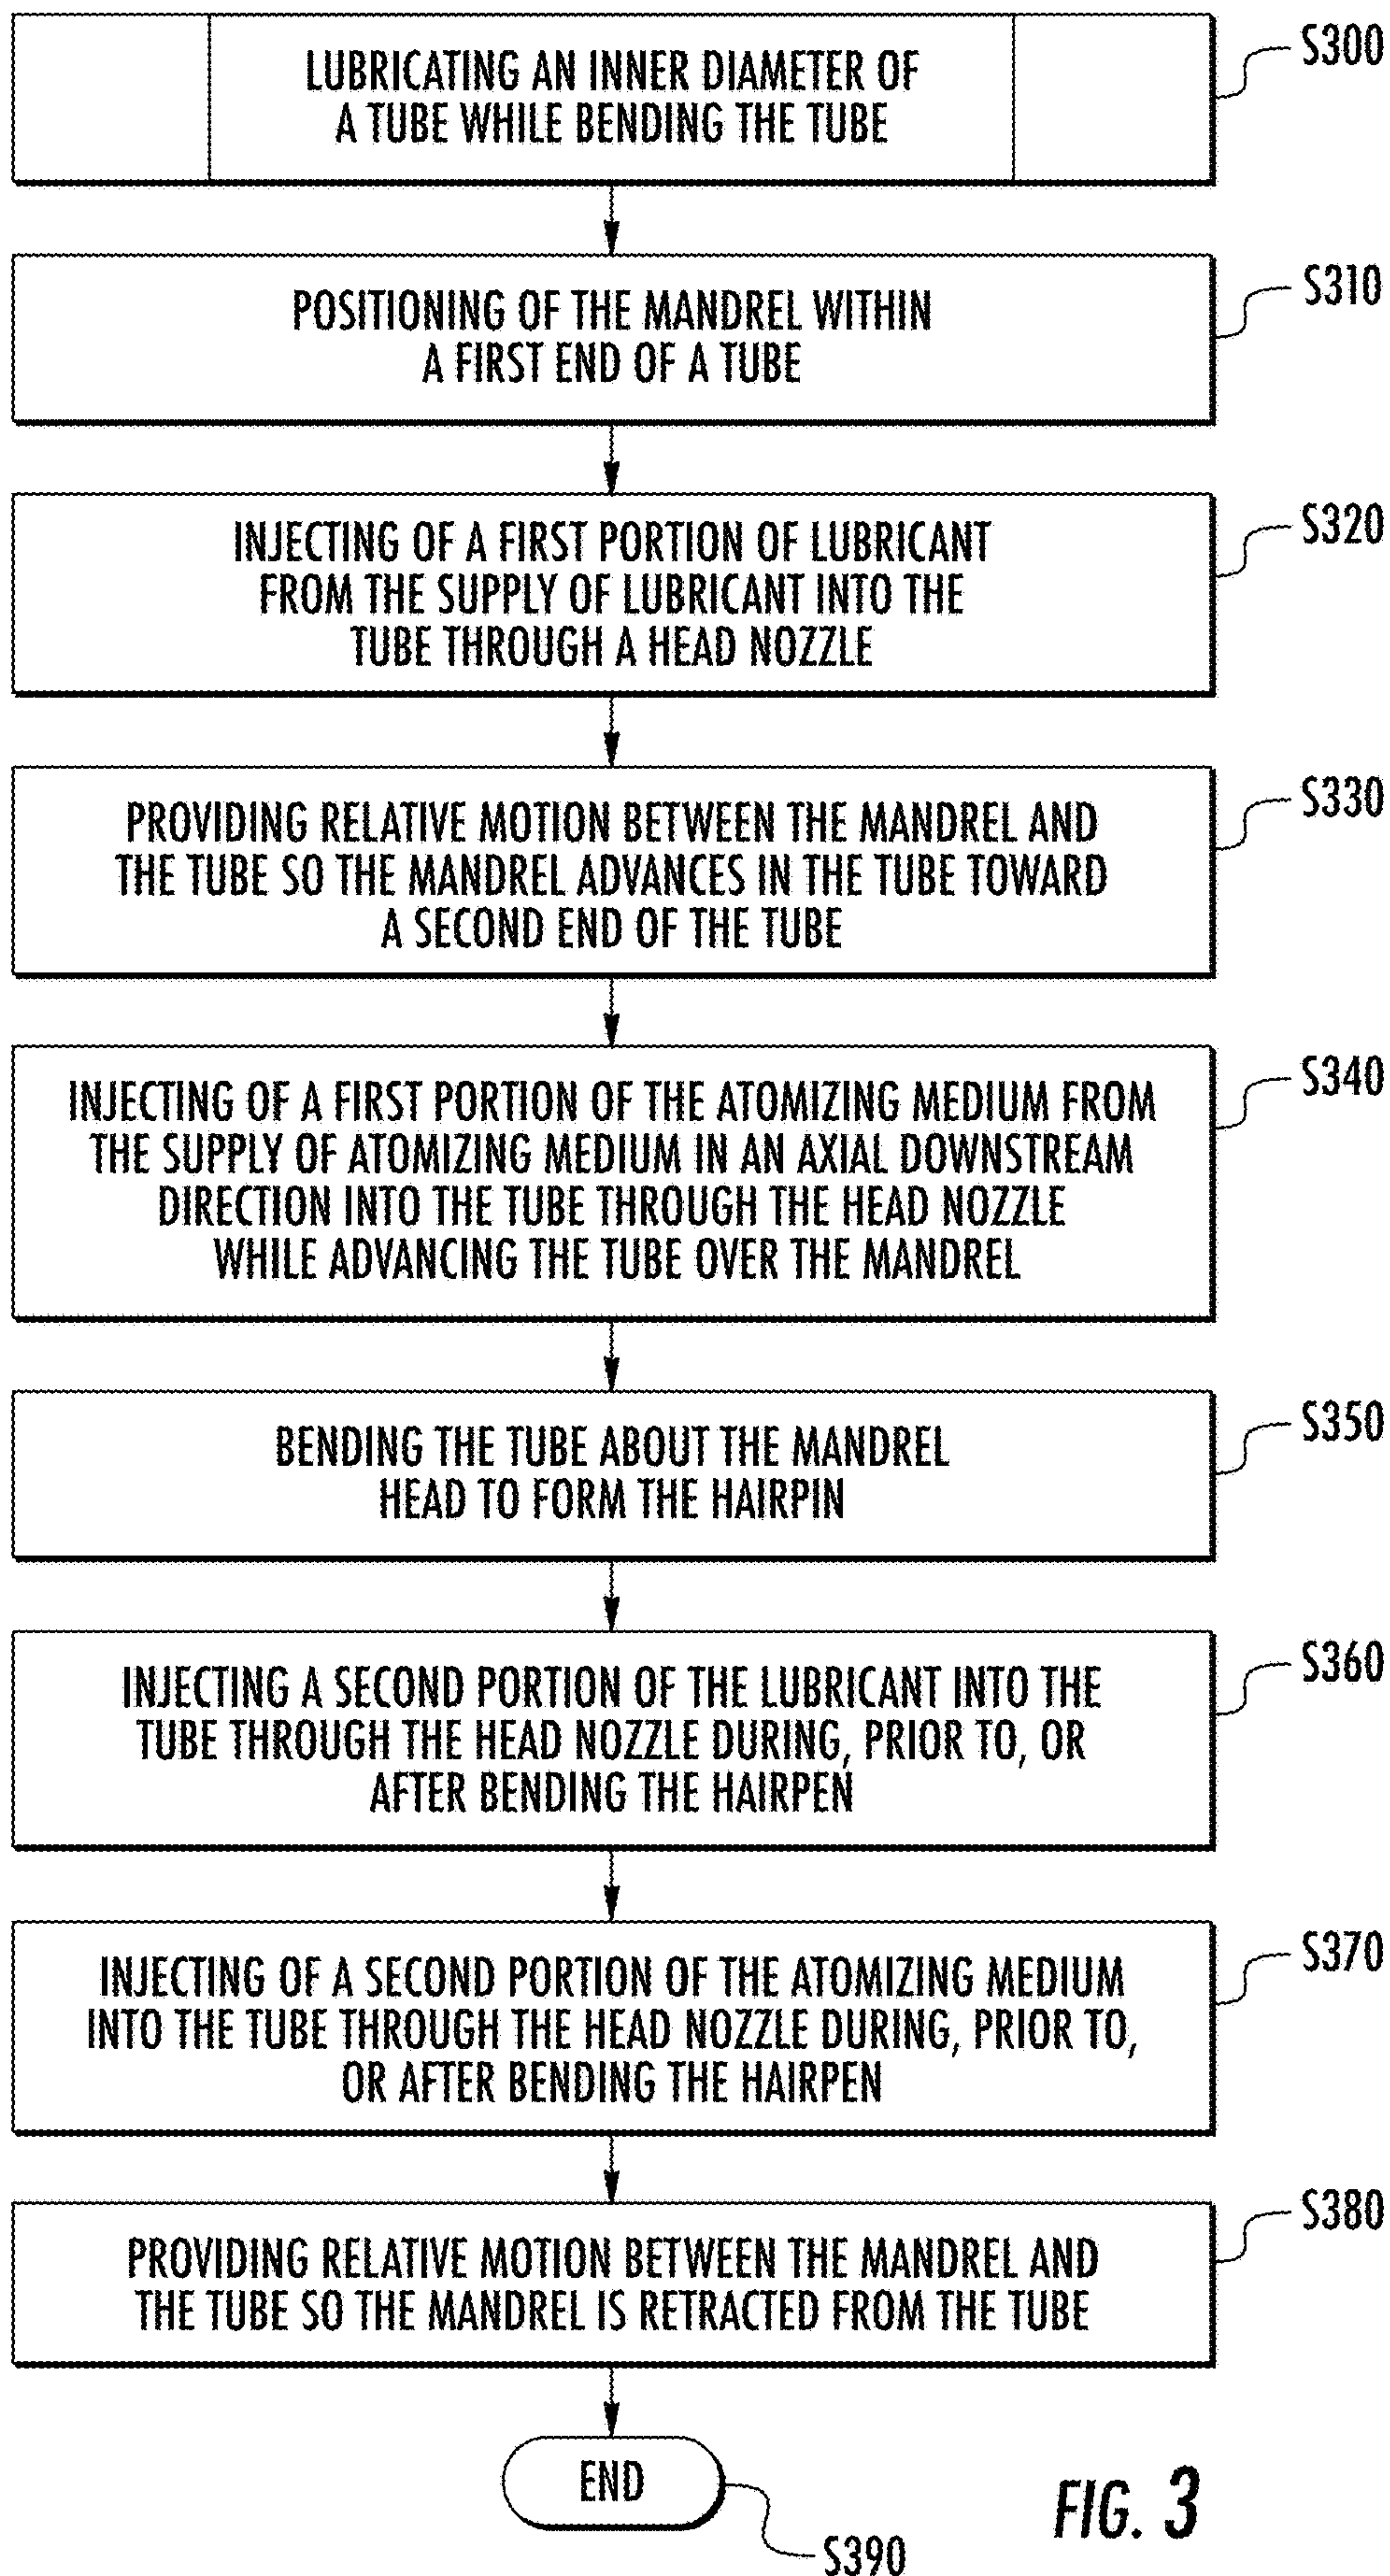 LUBRICATING AN INNER DIAMETER OF
A TUBE WHILE BENDING THE TUBE
S300
POSITIONING OF THE MANDREL WITHIN
A FIRST END OF A TUBE
S310
INJECTING OF A FIRST PORTION OF LUBRICANT
FROM THE SUPPLY OF LUBRICANT INTO THE
TUBE THROUGH A HEAD NOZZLE
S320
PROVIDING RELATIVE MOTION BETWEEN THE MANDREL AND
THE TUBE SO THE MANDREL ADVANCES IN THE TUBE TOWARD
A SECOND END OF THE TUBE
S330
INJECTING OF A FIRST PORTION OF THE ATOMIZING MEDIUM FROM
THE SUPPLY OF ATOMIZING MEDIUM IN AN AXIAL DOWNSTREAM
DIRECTION INTO THE TUBE THROUGH THE HEAD NOZZLE
WHILE ADVANCING THE TUBE OVER THE MANDREL
S340
BENDING THE TUBE ABOUT THE MANDREL
HEAD TO FORM THE HAIRPIN
S350
INJECTING A SECOND PORTION OF THE LUBRICANT INTO THE
TUBE THROUGH THE HEAD NOZZLE DURING, PRIOR TO, OR
AFTER BENDING THE HAIRPEN
S360
INJECTING OF A SECOND PORTION OF THE ATOMIZING MEDIUM
INTO THE TUBE THROUGH THE HEAD NOZZLE DURING, PRIOR TO,
OR AFTER BENDING THE HAIRPEN
S370
PROVIDING RELATIVE MOTION BETWEEN THE MANDREL AND
THE TUBE SO THE MANDREL IS RETRACTED FROM THE TUBE
S380
END
S390
FIG. 3